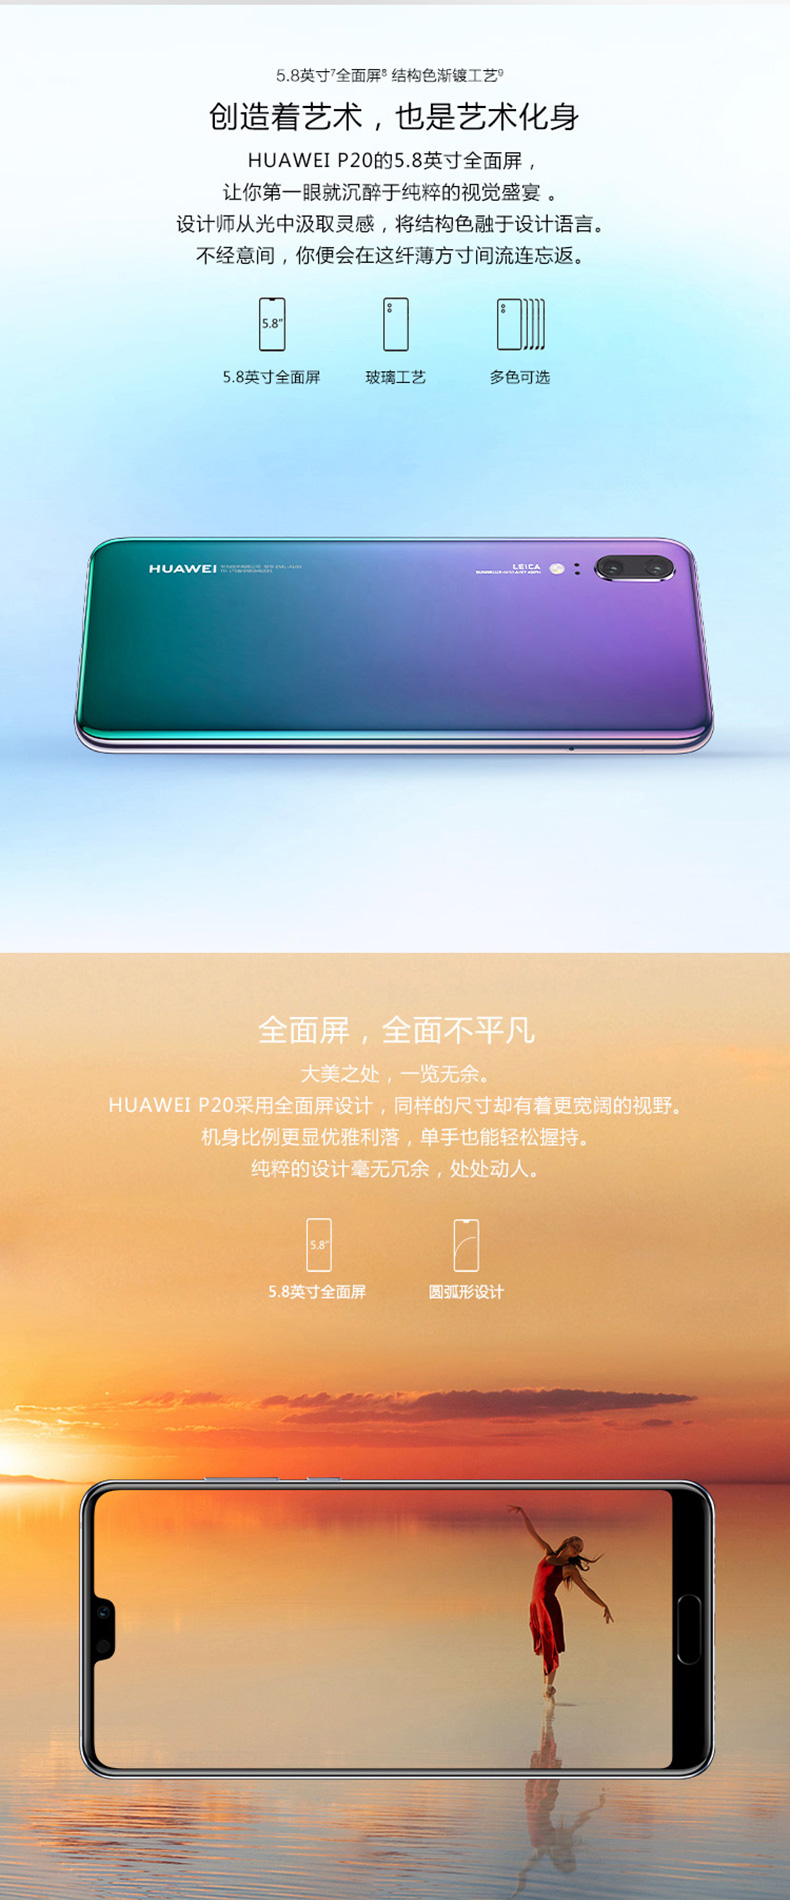 5.8英寸⁷全面屏⁸ 结构色渐镀工艺⁹
创造着艺术，也是艺术化身
HUAWEI P20的5.8英寸全面屏，
让你第一眼就沉醉于纯粹的视觉盛宴 。
设计师从光中汲取灵感，将结构色融于设计语言。
不经意间，你便会在这纤薄方寸间流连忘返。
5.8"
5.8英寸全面屏 玻璃工艺 多色可选
HUAWEI
LEICA
全面屏，全面不平凡
大美之处，一览无余。
HUAWEI P20采用全面屏设计，同样的尺寸却有着更宽阔的视野。
机身比例更显优雅利落，单手也能轻松握持。
纯粹的设计毫无冗余，处处动人。
5.8"
5.8英寸全面屏 圆弧形设计